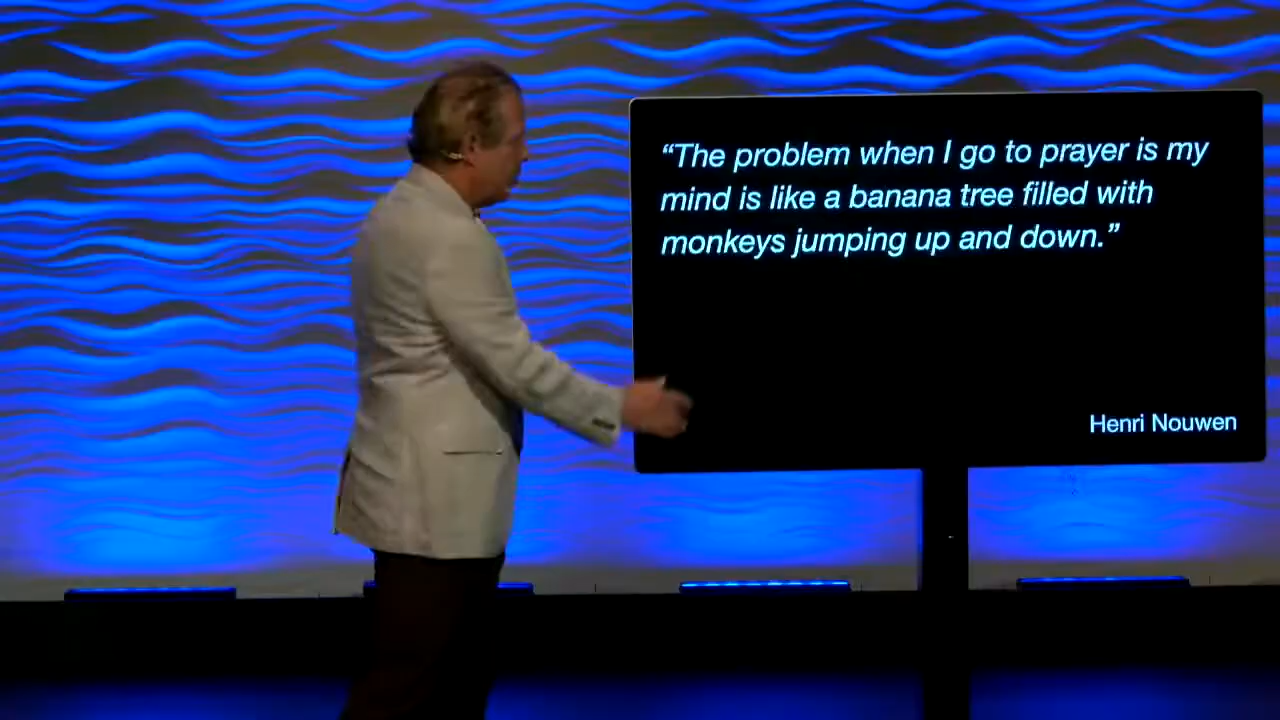 “The problem when I go to prayer is my
mind is like a banana tree filled with
monkeys jumping up and down.”
Henri Nouwen